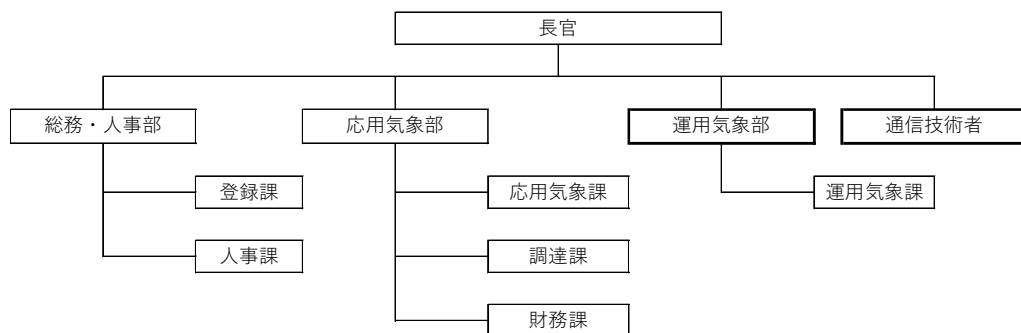 長官
総務・人事部
応用気象部
運用気象部
通信技術者
登録課
応用気象課
運用気象課
人事課
調達課
財務課